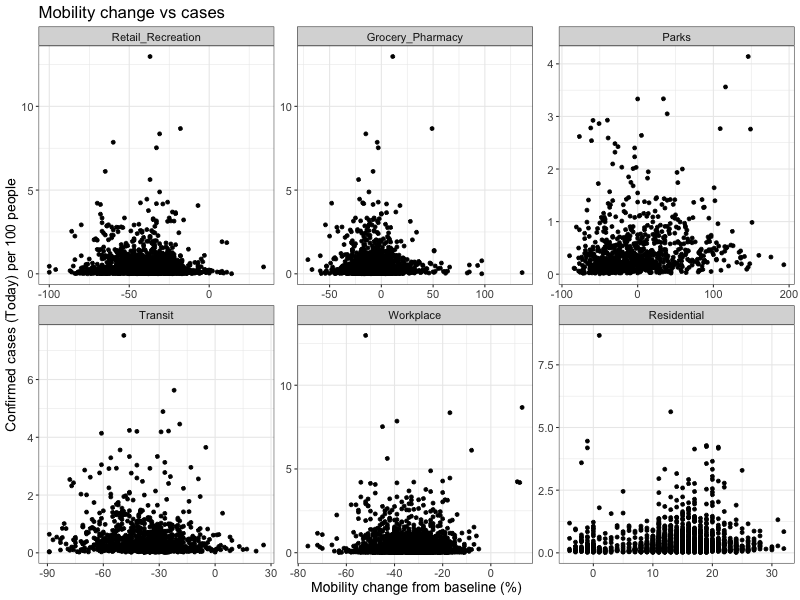 Mobility change vs cases
Retail_Recreation
Grocery_Pharmacy
Parks
10
5
0
-100 -50 0
10
5
0
-50 0 50 100
4
3
2
1
0
-100 0 100 200
Confirmed cases (Today) per 100 people
Transit
Workplace
Residential
6
4
2
0
-90 -60 -30 0 30
10
5
0
-80 -60 -40 -20 0
7.5
5.0
2.5
0.0
0 10 20 30
Mobility change from baseline (%)